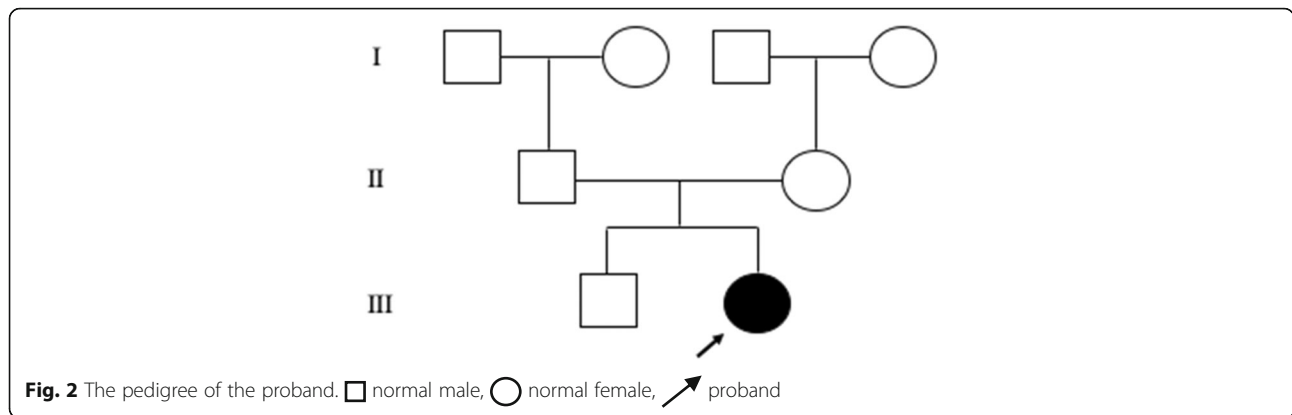 I
II
III
Fig. 2 The pedigree of the proband. normal male, normal female, proband